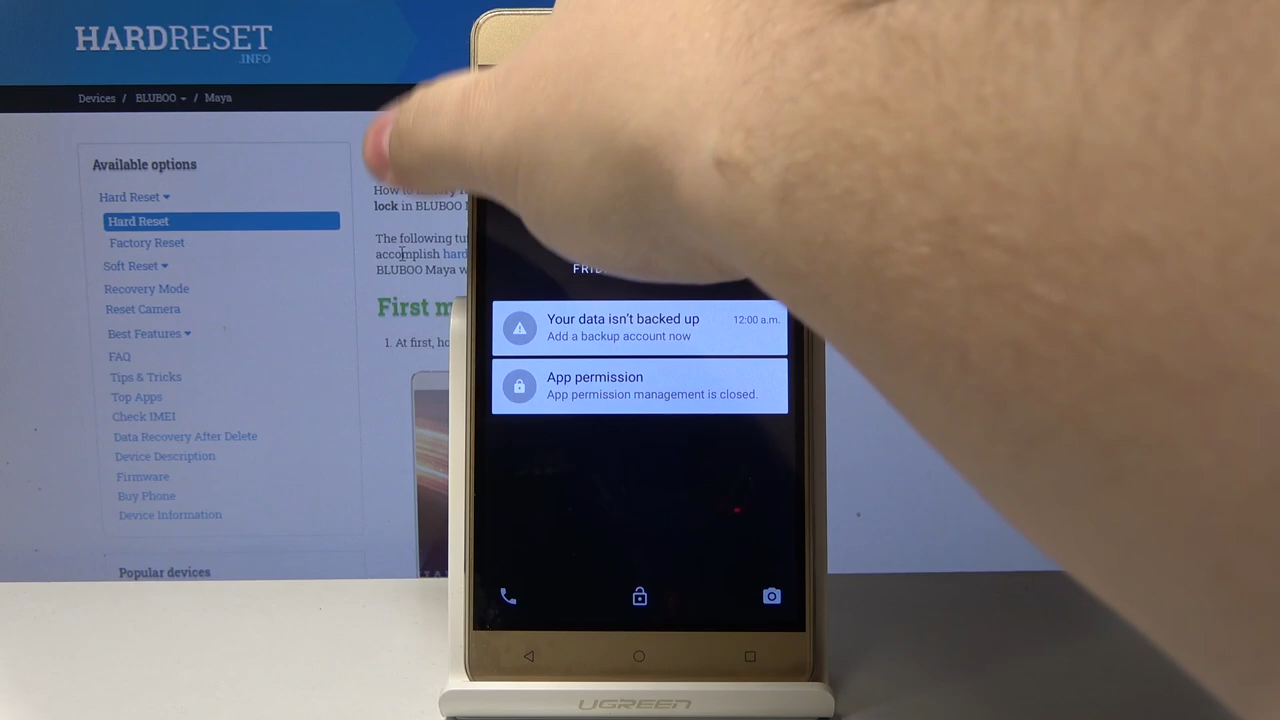 HARDRESET
.INFO
Devices / BLUBOO / Maya
Available options
Hard Reset
Hard Reset
Factory Reset
Soft Reset
Recovery Mode
Reset Camera
Best Features
FAQ
Tips & Tricks
Top Apps
Check IMEI
Data Recovery After Delete
Device Description
Firmware
Buy Phone
Device Information
Popular devices
How to
lock in BLUBOO
The following
accomplish
BLUBOO Maya
First
1. At first,
Your data isn't backed up 12:00 a.m.
Add a backup account now
App permission
App permission management is closed.
UGREEN